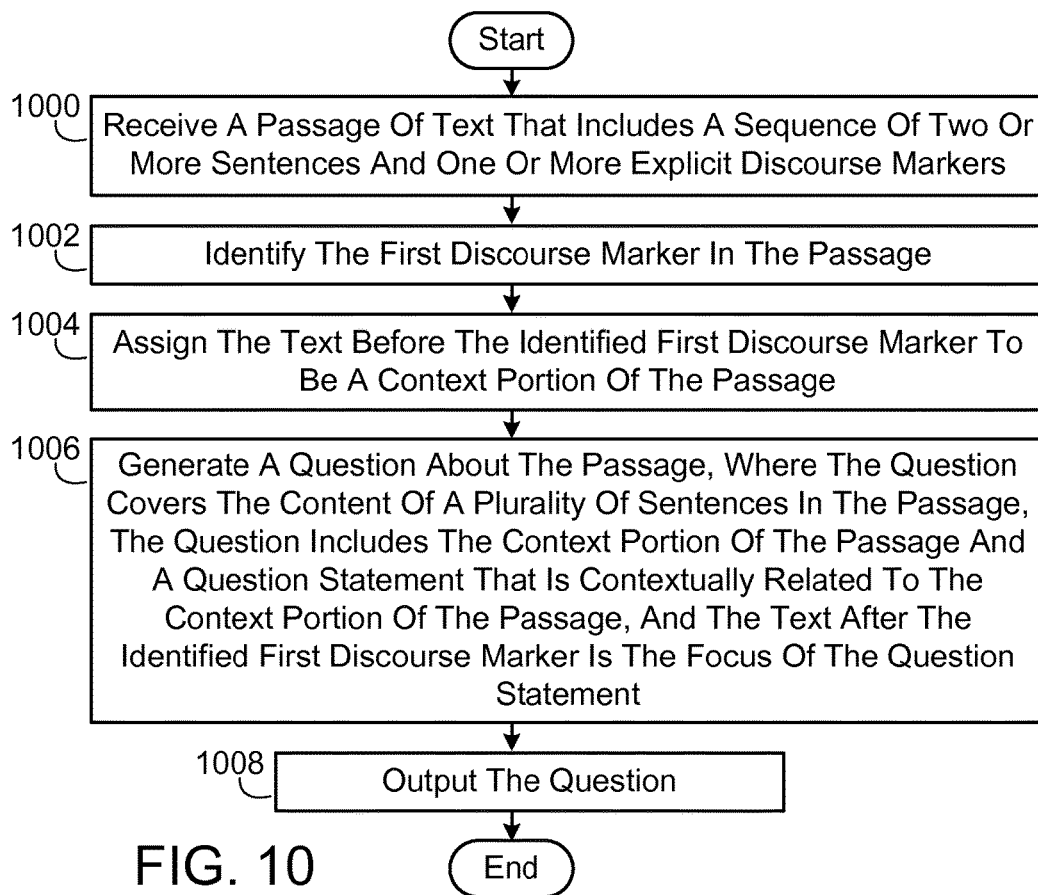 Start
1000
Receive A Passage Of Text That Includes A Sequence Of Two Or
More Sentences And One Or More Explicit Discourse Markers
1002
Identify The First Discourse Marker In The Passage
1004
Assign The Text Before The Identified First Discourse Marker To
Be A Context Portion Of The Passage
1006
Generate A Question About The Passage, Where The Question
Covers The Content Of A Plurality Of Sentences In The Passage,
The Question Includes The Context Portion Of The Passage And
A Question Statement That Is Contextually Related To The
Context Portion Of The Passage, And The Text After The
Identified First Discourse Marker Is The Focus Of The Question
Statement
1008
Output The Question
End
FIG. 10